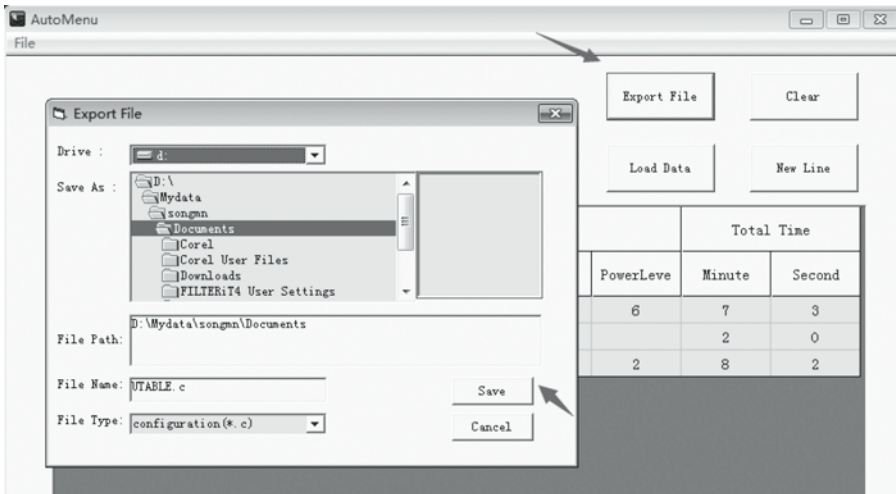 AutoMenu
File
Export File
Clear
Load Data
New Line
Total Time
PowerLeve
Minute
Second
6
7
3
2
0
2
8
2
Export File
Drive :
d:
Save As :
D:\
Mydata
songmn
Documents
Corel
Corel User Files
Downloads
FILTERiT4 User Settings
File Path:
D:\Mydata\songmn\Documents
File Name:
UTABLE.c
Save
File Type:
configuration(*.c)
Cancel